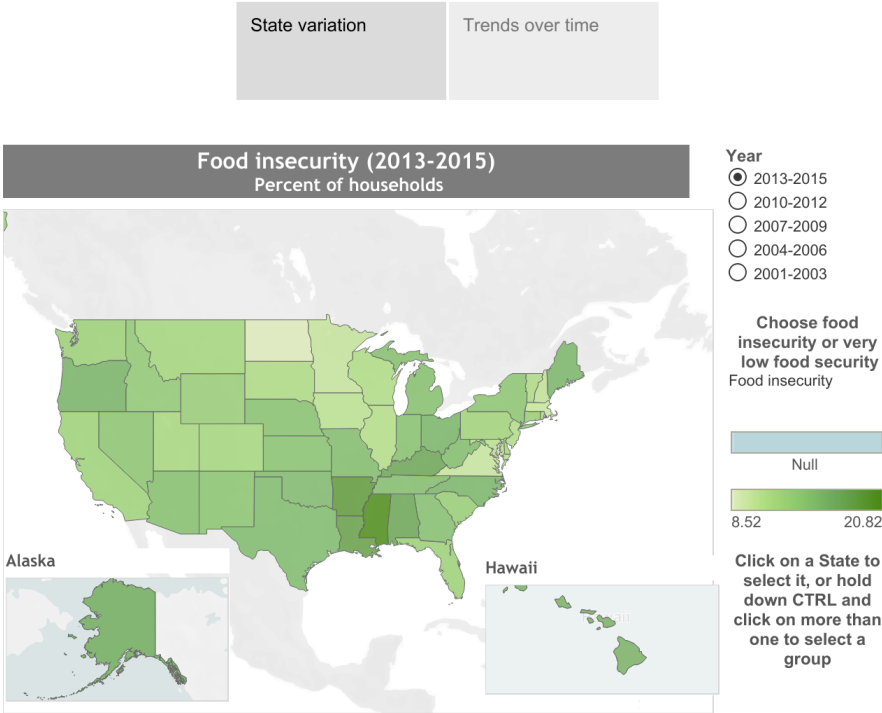 State variation
Trends over time
Food insecurity (2013-2015)
Percent of households
Year
2013-2015
2010-2012
2007-2009
2004-2006
2001-2003
Choose food
insecurity or very
low food security
Food insecurity
Null
8.52
20.82
Click on a State to
select it, or hold
down CTRL and
click on more than
one to select a
group
Alaska
Hawaii